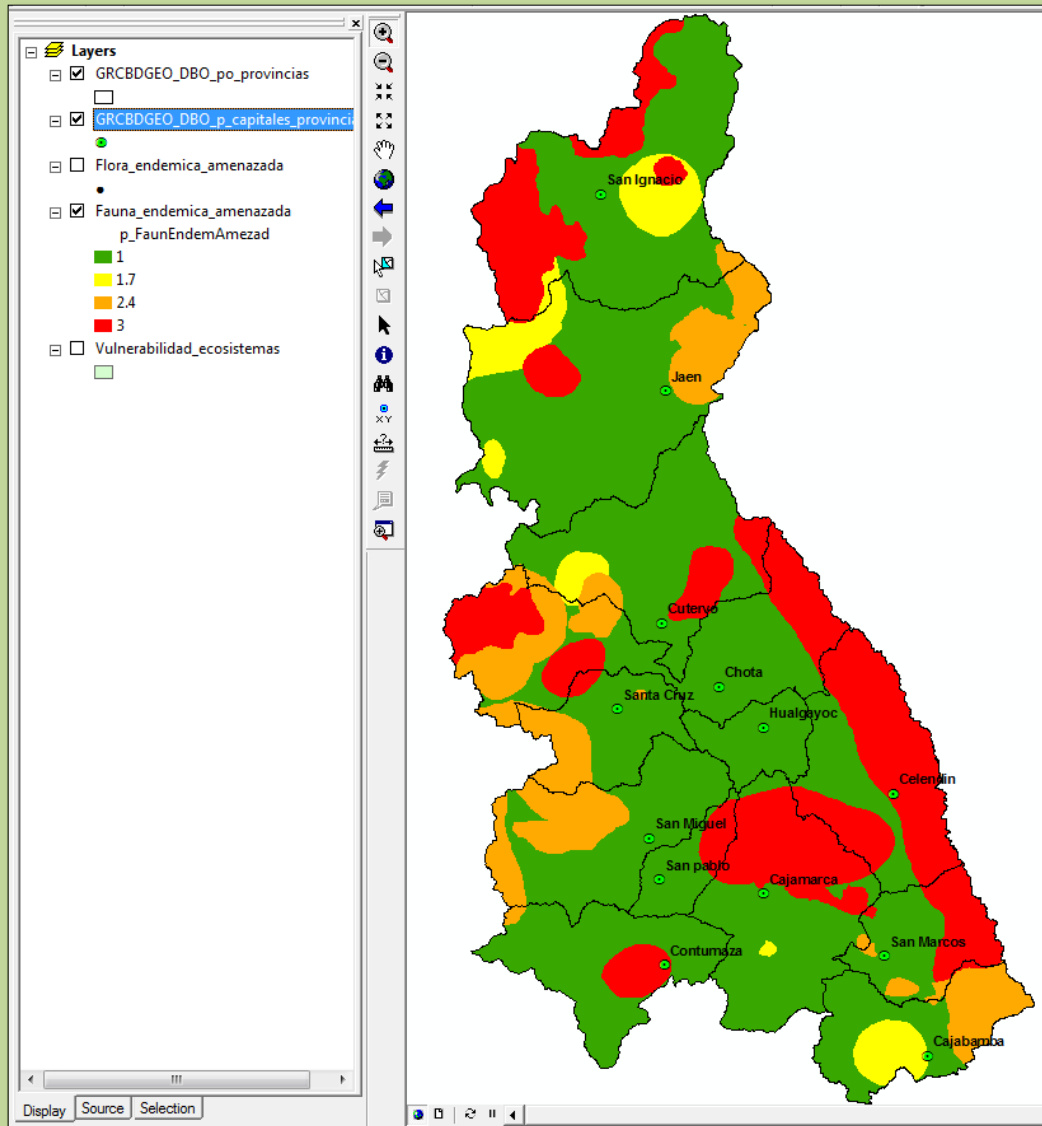 Layers
GRCBDGEO_DBO_po_provincias
GRCBDGEO_DBO_p_capitales_provincia
Flora_endemica_amenazada
Fauna_endemica_amenazada
p_FaunEndemAmezad
1
1.7
2.4
3
Vulnerabilidad_ecosistemas
Display
Source
Selection
XY
San Ignacio
Jaen
Cutervo
Chota
Santa Cruz
Hualgayoc
Celendin
San Miguel
San pablo
Cajamarca
San Marcos
Contumaza
Cajabamba